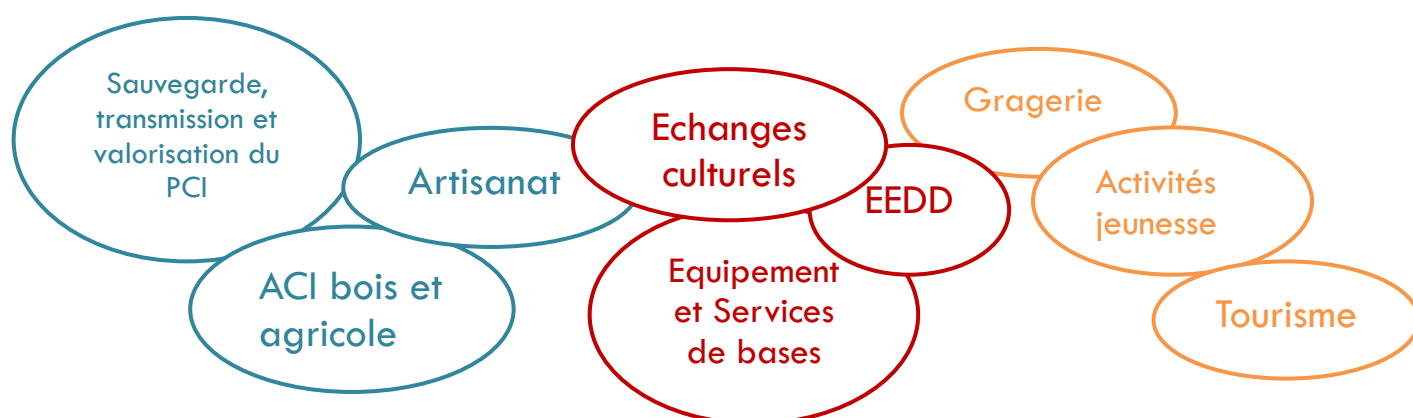 Sauvegarde,
transmission et
valorisation du
PCI
Artisanat
ACI bois et
agricole
Echanges
culturels
EEDD
Equipement
et Services
de bases
Gragerie
Activités
jeunesse
Tourisme